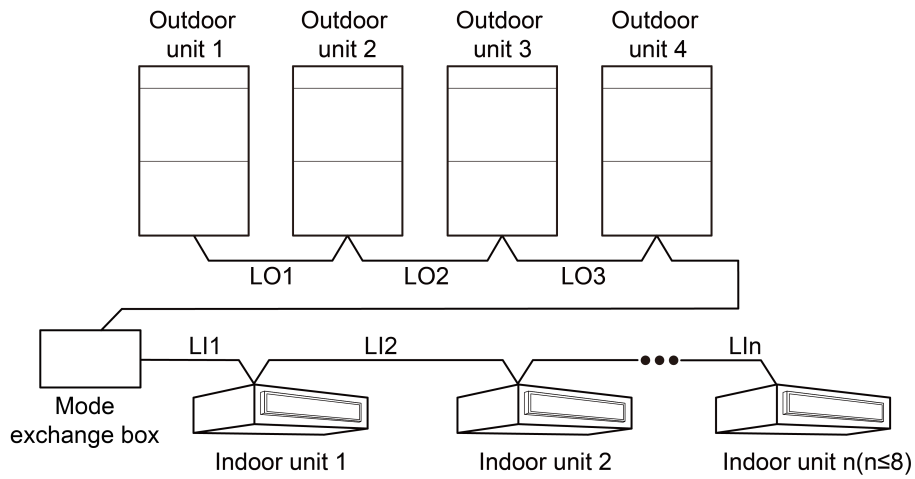 Outdoor
unit 1
Outdoor
unit 2
Outdoor
unit 3
Outdoor
unit 4
LO1
LO2
LO3
LI1
LI2
LIn
Mode
exchange box
Indoor unit 1
Indoor unit 2
Indoor unit n(n≤8)